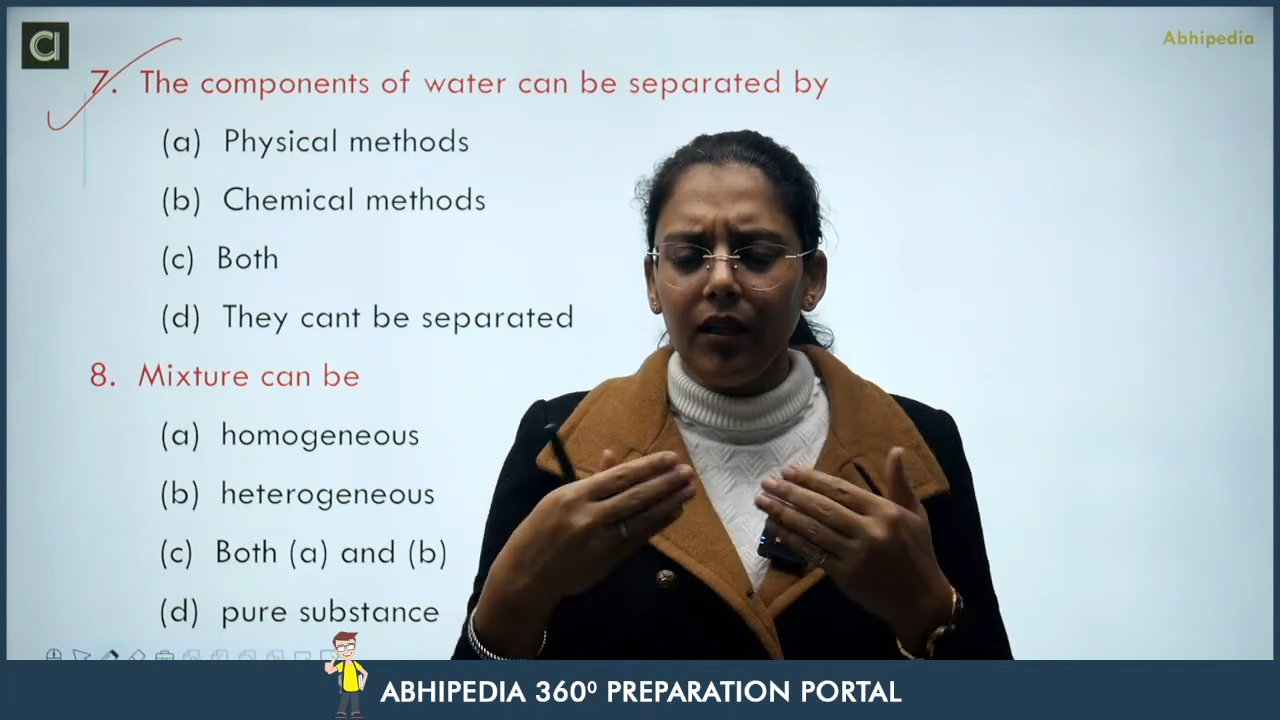 Abhipedia
7. The components of water can be separated by
(a) Physical methods
(b) Chemical methods
(c) Both
(d) They cant be separated
8. Mixture can be
(a) homogeneous
(b) heterogeneous
(c) Both (a) and (b)
(d) pure substance
ABHIPEDIA 360⁰ PREPARATION PORTAL